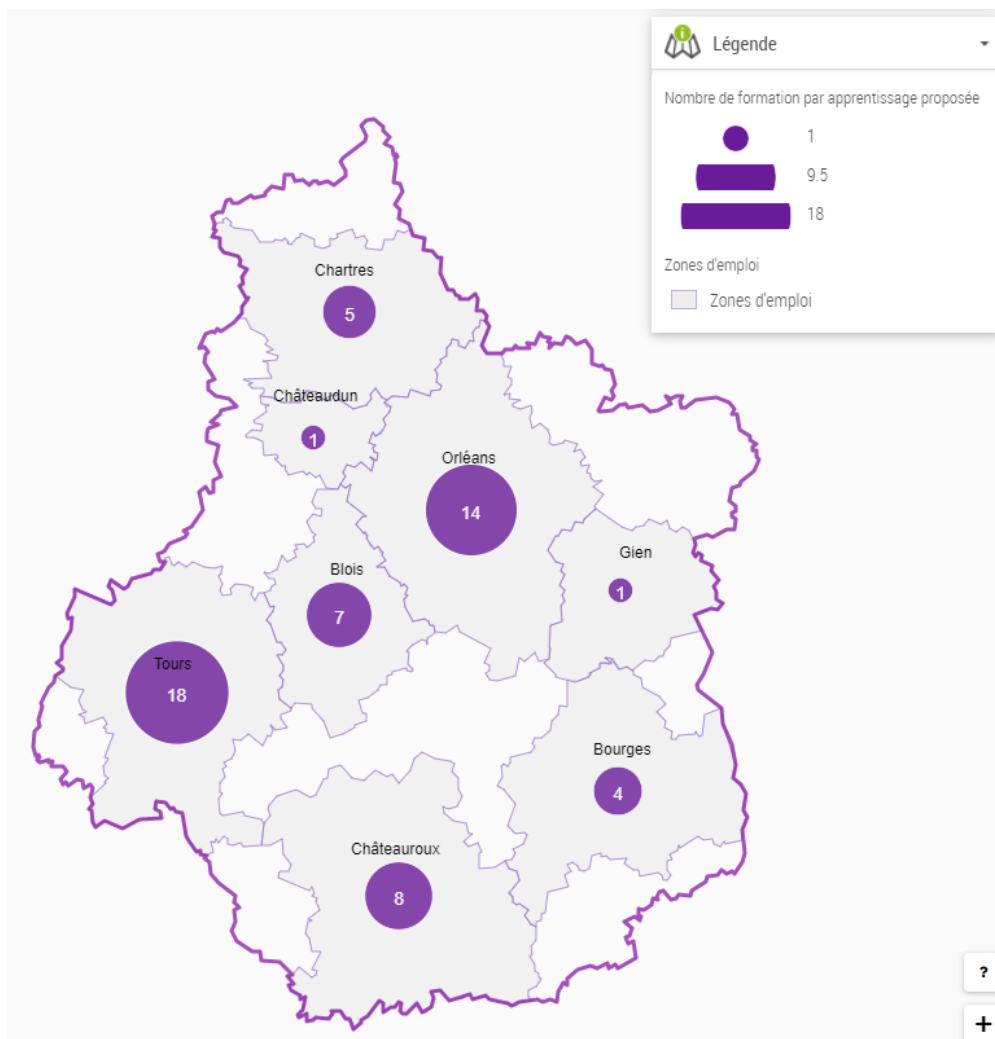 i
Légende
Nombre de formation par apprentissage proposée
1
9.5
18
Zones d'emploi
Zones d'emploi
Chartres
5
Châteaudun
1
Orléans
14
Gien
1
Blois
7
Tours
18
Bourges
4
Châteauroux
8
?
+